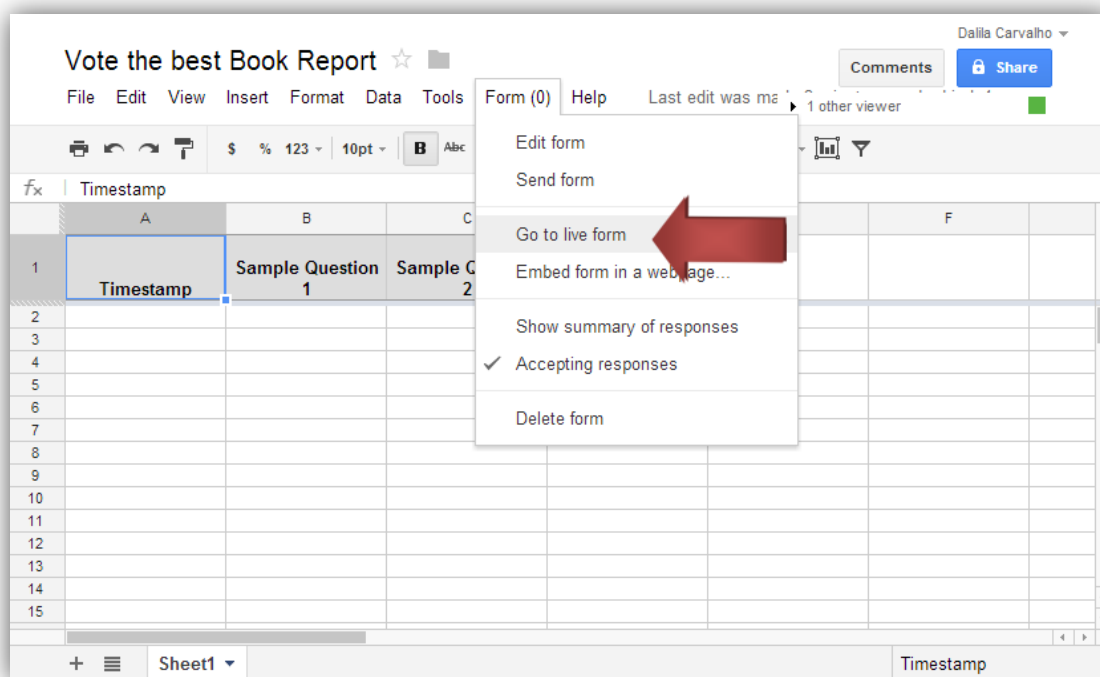 Dalila Carvalho
Vote the best Book Report
Comments
Share
File Edit View Insert Format Data Tools Form (0) Help Last edit was
1 other viewer
$ % 123 10pt B Abc
Edit form
Send form
fx Timestamp
A B C F
Go to live form
1 Timestamp Sample Question 1 Sample 2
Embed form in a
Show summary of responses
Accepting responses
Delete form
2
3
4
5
6
7
8
9
10
11
12
13
14
15
+ Sheet1 Timestamp